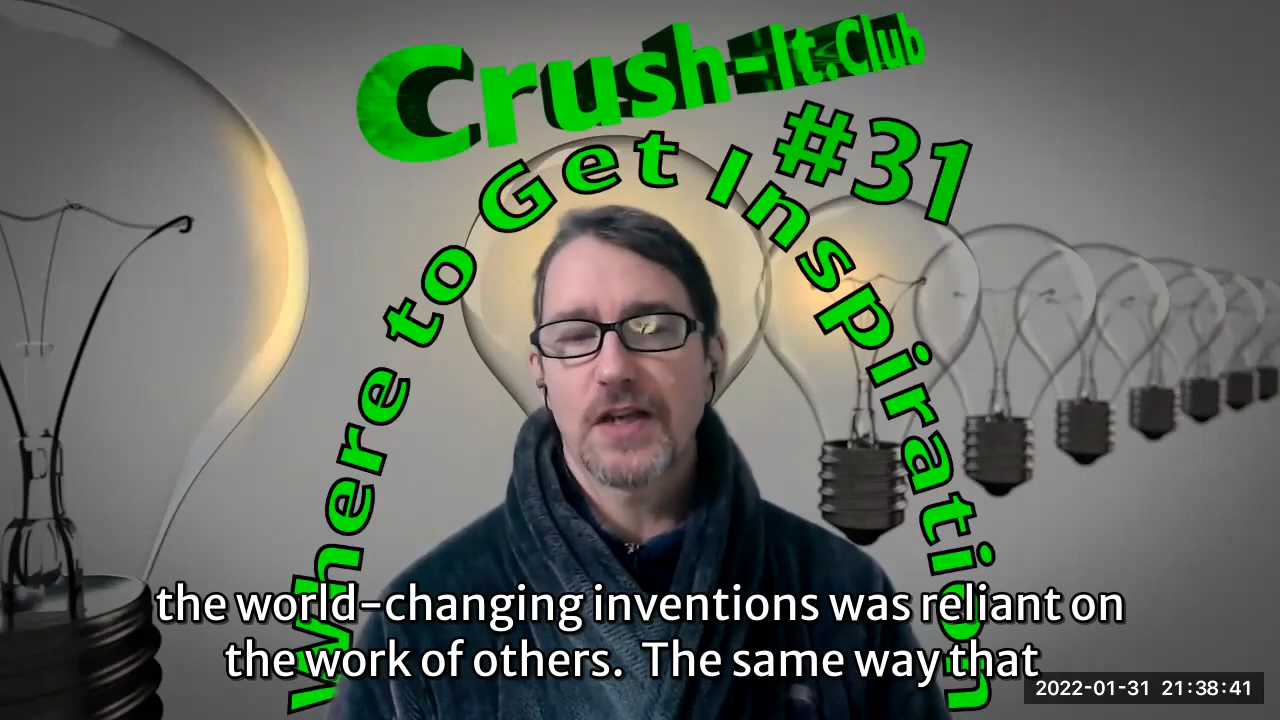 Crush-It.Club
#31
Where to Get Inspiration
the world-changing inventions was reliant on
the work of others.  The same way that
2022-01-31 21:38:41